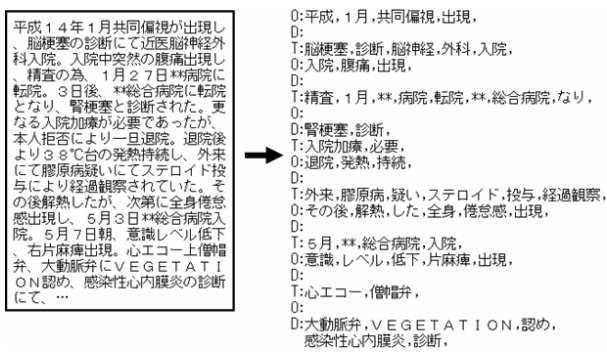 平成１４年１月共同偏視が出現し
、脳梗塞の診断にて近医脳神経外
科入院。入院中突然の腹痛出現し
、精査の為、１月２７日**病院に
転院。３日後、**総合病院に転院
となり、腎梗塞と診断された。更
なる入院加療が必要であったが、
本人拒否により一旦退院。退院後
より３８℃台の発熱持続し、外来
にて膠原病疑いにてステロイド投
与により経過観察されていた。そ
の後解熱したが、次第に全身倦怠
感出現し、５月３日**総合病院入
院。５月７日朝、意識レベル低下
、右片麻痺出現。心エコー上僧帽
弁、大動脈弁にＶＥＧＥＴＡＴＩ
ＯＮ認め、感染性心内膜炎の診断
にて、…
O:平成,１月,共同偏視,出現,
D:
T:脳梗塞,診断,脳神経,外科,入院,
O:入院,腹痛,出現,
D:
T:精査,１月,**,病院,転院,**,総合病院,なり,
O:
D:腎梗塞,診断,
T:入院加療,必要,
O:退院,発熱,持続,
D:
T:外来,膠原病,疑い,ステロイド,投与,経過観察,
O:その後,解熱,した,全身,倦怠感,出現,
D:
T:５月,**,総合病院,入院,
O:意識,レベル,低下,片麻痺,出現,
D:
T:心エコー,僧帽弁,
O:
D:大動脈弁,ＶＥＧＥＴＡＴＩＯＮ,認め,
感染性心内膜炎,診断,